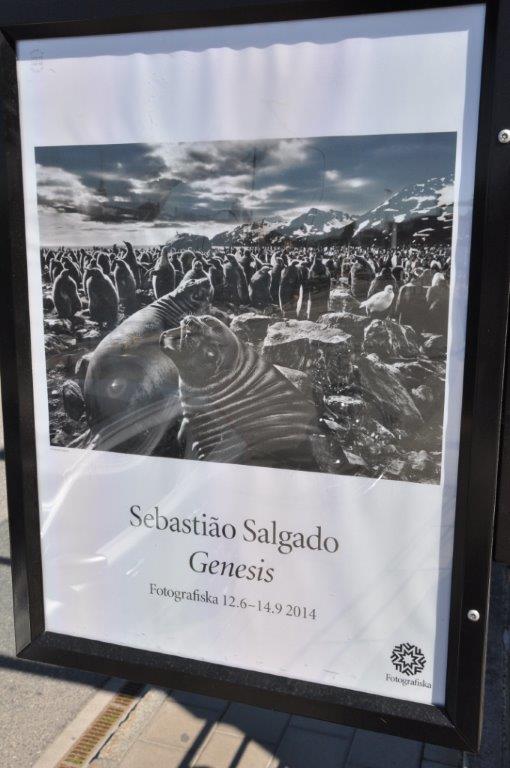 Sebastião Salgado
Genesis
Fotografiska 12.6–14.9 2014
Fotografiska